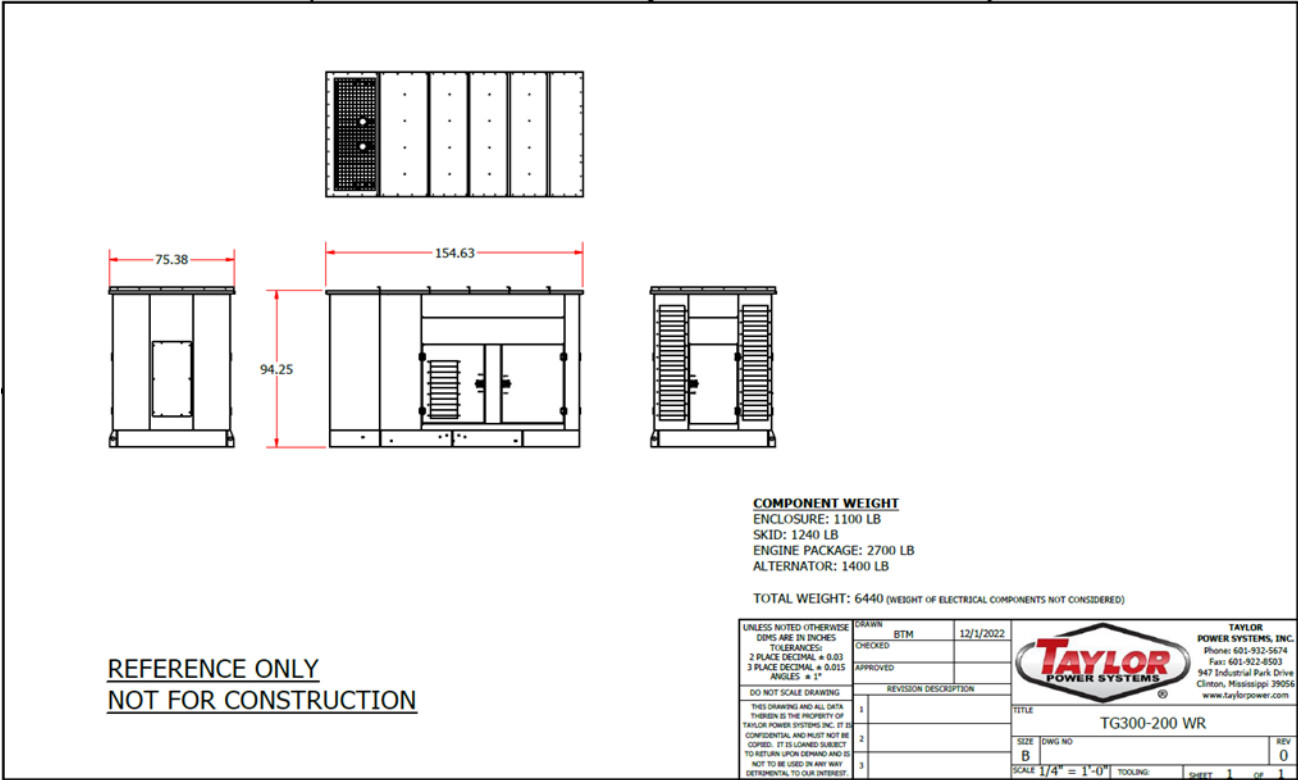 154.63
75.38
94.25
COMPONENT WEIGHT
ENCLOSURE: 1100 LB
SKID: 1240 LB
ENGINE PACKAGE: 2700 LB
ALTERNATOR: 1400 LB
TOTAL WEIGHT: 6440 (WEIGHT OF ELECTRICAL COMPONENTS NOT CONSIDERED)
REFERENCE ONLY
NOT FOR CONSTRUCTION
UNLESS NOTED OTHERWISE
DIMS ARE IN INCHES
TOLERANCES:
2 PLACE DECIMAL ± 0.03
3 PLACE DECIMAL ± 0.015
ANGLES ± 1°
DO NOT SCALE DRAWING
THIS DRAWING AND ALL DATA
THEREIN IS THE PROPERTY OF
TAYLOR POWER SYSTEMS INC. IT IS
CONFIDENTIAL AND MUST NOT BE
COPIED. IT IS LOANED SUBJECT
TO RETURN UPON DEMAND AND IS
NOT TO BE USED IN ANY WAY
DETRIMENTAL TO OUR INTEREST.
DRAWN
BTM 12/1/2022
CHECKED
APPROVED
REVISION DESCRIPTION
1
2
3
TAYLOR
POWER SYSTEMS
®
TAYLOR
POWER SYSTEMS, INC.
Phone: 601-932-5674
Fax: 601-922-8503
947 Industrial Park Drive
Clinton, Mississippi 39056
www.taylorpower.com
TITLE
TG300-200 WR
SIZE DWG NO REV
B 0
SCALE 1/4" = 1'-0" TOOLING: SHEET 1 OF 1